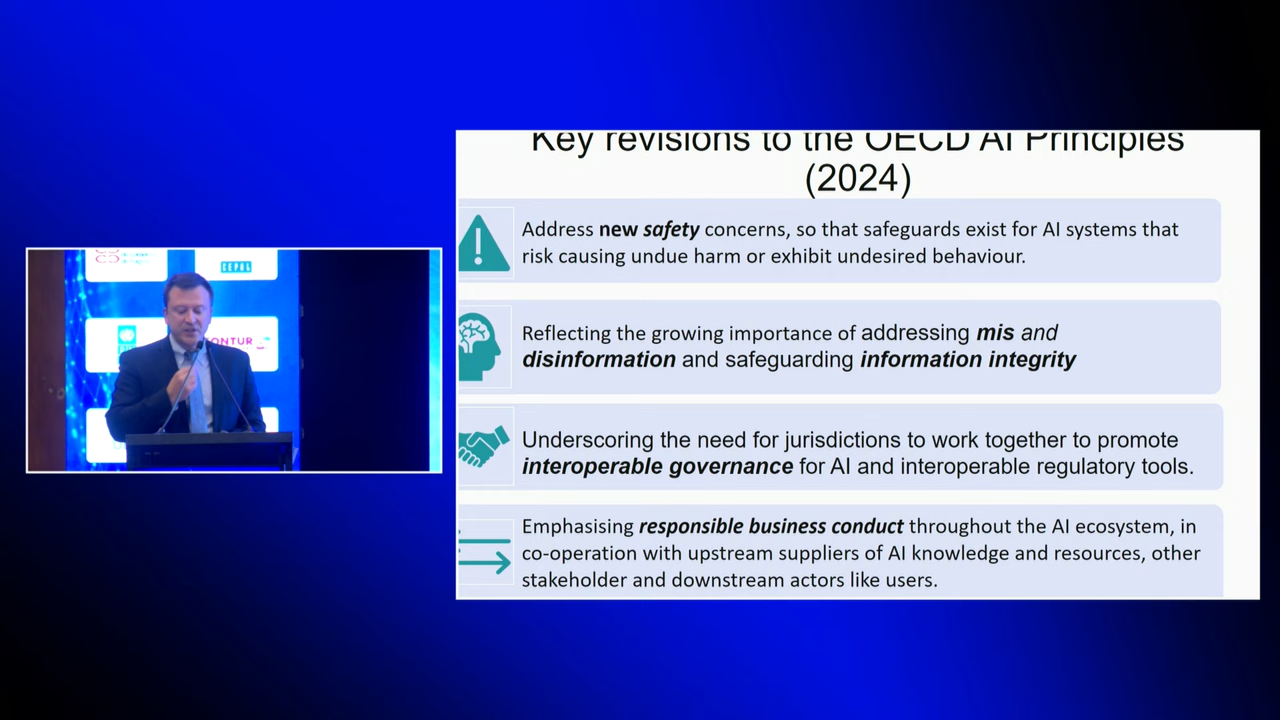 Key revisions to the OECD AI Principles
(2024)
Address new safety concerns, so that safeguards exist for AI systems that
risk causing undue harm or exhibit undesired behaviour.
Reflecting the growing importance of addressing mis and
disinformation and safeguarding information integrity
Underscoring the need for jurisdictions to work together to promote
interoperable governance for AI and interoperable regulatory tools.
Emphasising responsible business conduct throughout the AI ecosystem, in
co-operation with upstream suppliers of AI knowledge and resources, other
stakeholder and downstream actors like users.
CEPAL
ONTUR